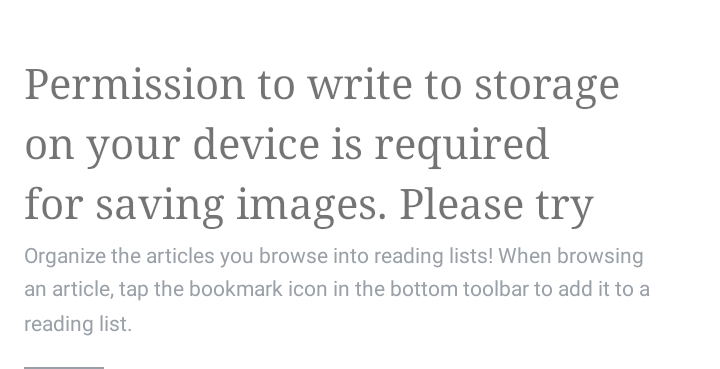 Permission to write to storage
on your device is required
for saving images. Please try
Organize the articles you browse into reading lists! When browsing
an article, tap the bookmark icon in the bottom toolbar to add it to a
reading list.